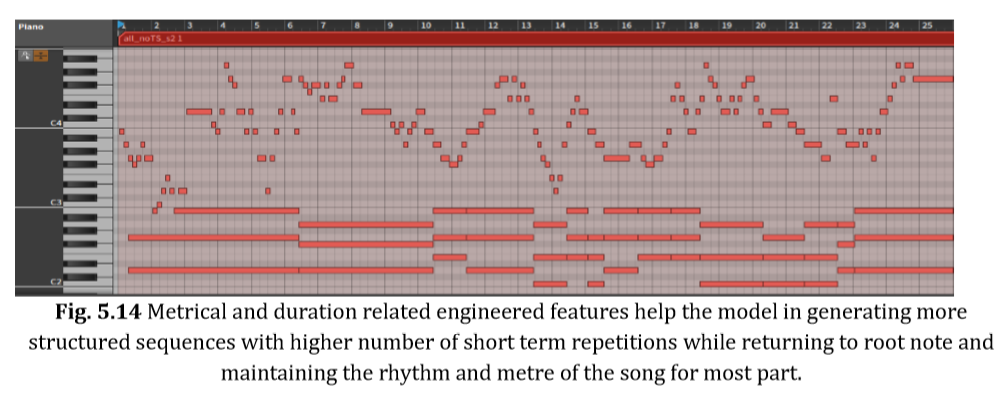 Piano
1 2 3 4 5 6 7 8 9 10 11 12 13 14 15 16 17 18 19 20 21 22 23 24 25
all_noTS_s2 1
C4
C3
C2
Fig. 5.14 Metrical and duration related engineered features help the model in generating more
structured sequences with higher number of short term repetitions while returning to root note and
maintaining the rhythm and metre of the song for most part.